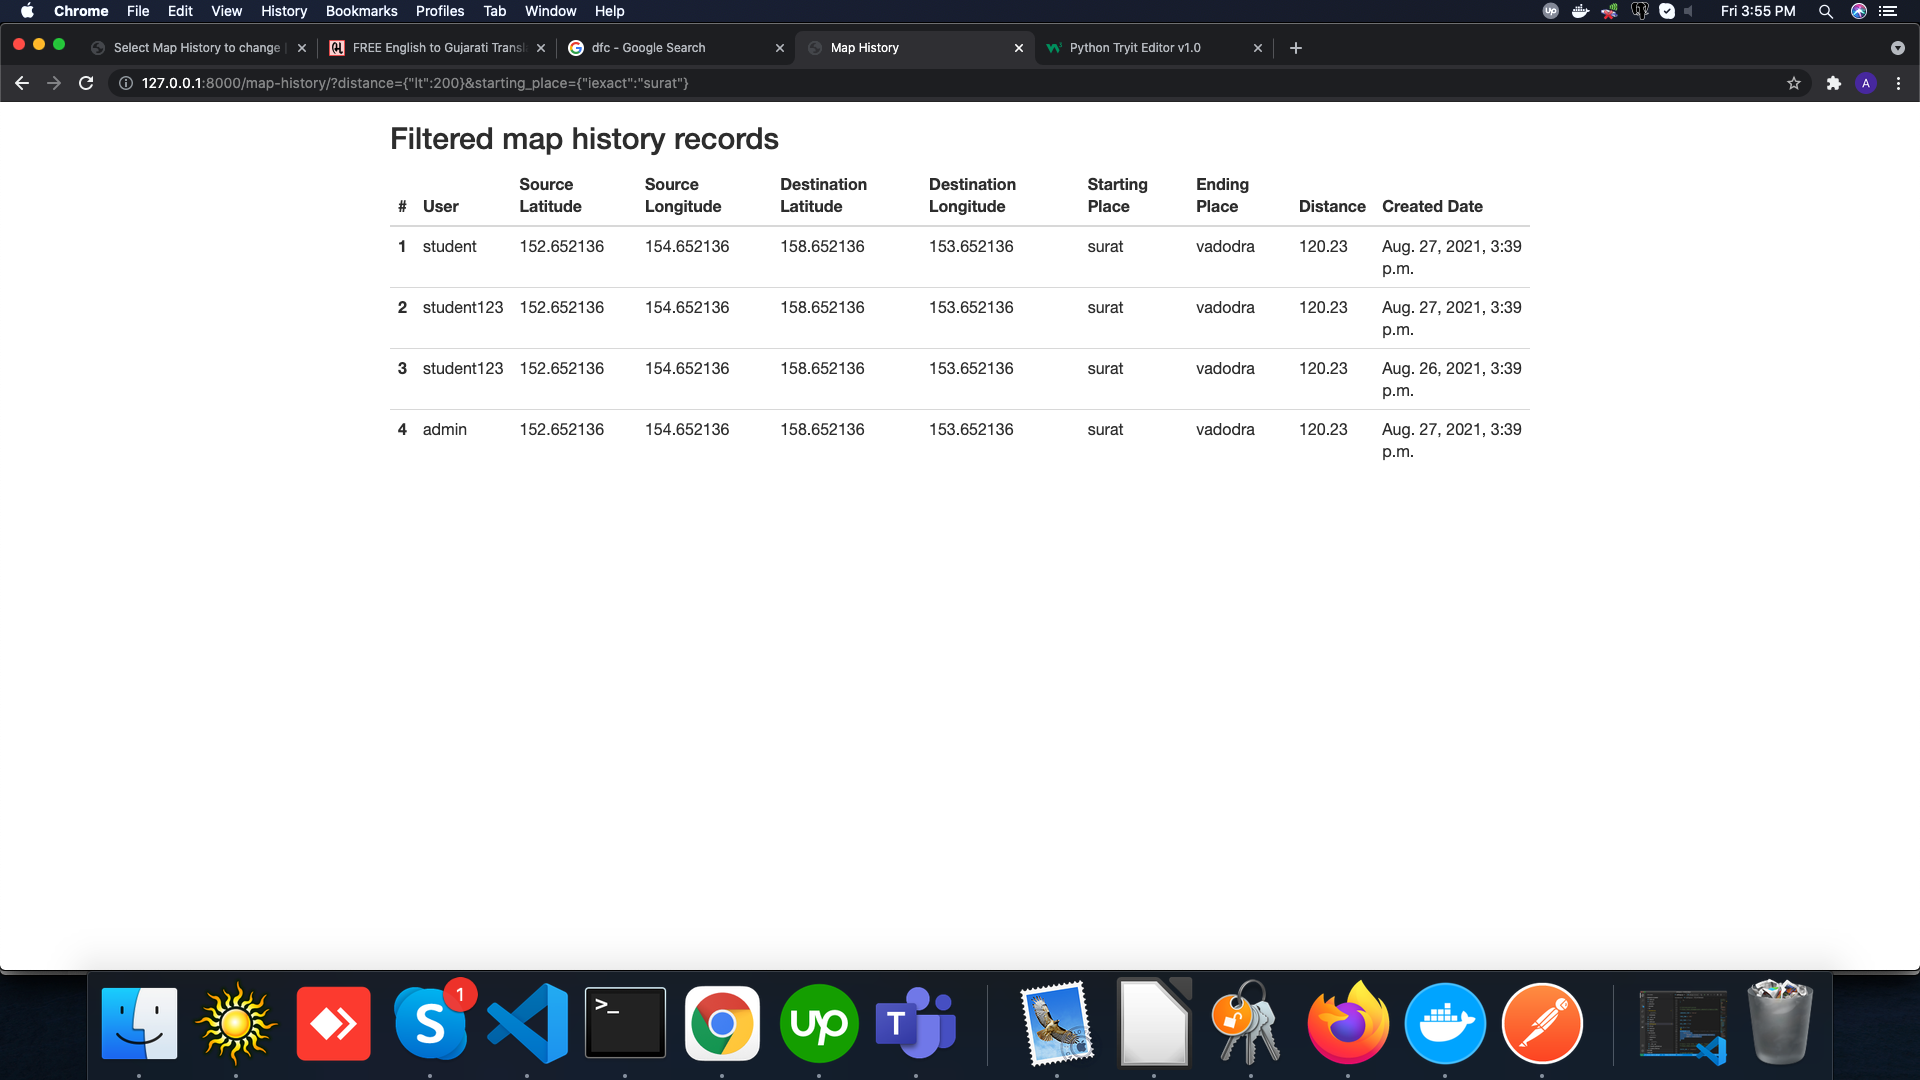 Chrome File Edit View History Bookmarks Profiles Tab Window Help
Fri 3:55 PM
Select Map History to change
FREE English to Gujarati Transl
dfc - Google Search
Map History
Python Tryit Editor v1.0
127.0.0.1:8000/map-history/?distance={"lt":200}&starting_place={"iexact":"surat"}
A
Filtered map history records
# User Source Latitude Source Longitude Destination Latitude Destination Longitude Starting Place Ending Place Distance Created Date
1 student 152.652136 154.652136 158.652136 153.652136 surat vadodra 120.23 Aug. 27, 2021, 3:39 p.m.
2 student123 152.652136 154.652136 158.652136 153.652136 surat vadodra 120.23 Aug. 27, 2021, 3:39 p.m.
3 student123 152.652136 154.652136 158.652136 153.652136 surat vadodra 120.23 Aug. 26, 2021, 3:39 p.m.
4 admin 152.652136 154.652136 158.652136 153.652136 surat vadodra 120.23 Aug. 27, 2021, 3:39 p.m.
S
1
>_
up
T